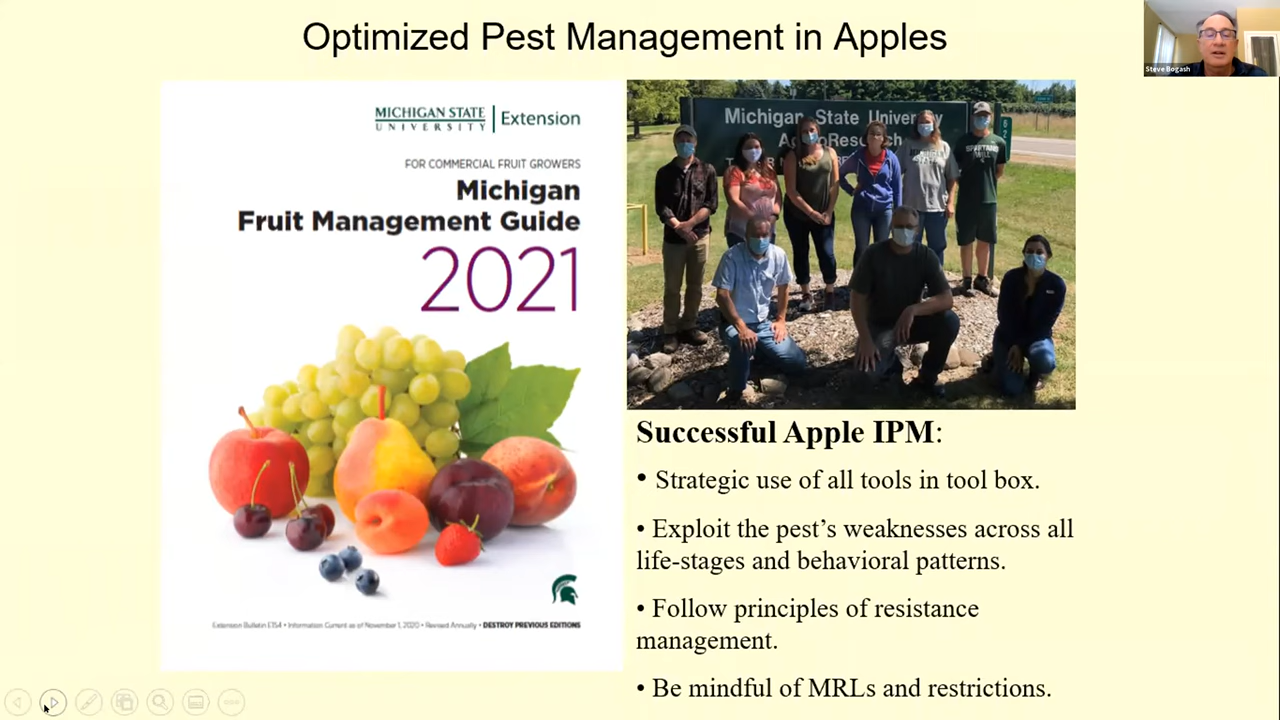 Optimized Pest Management in Apples
Steve Bogash
MICHIGAN STATE
UNIVERSITY
Extension
FOR COMMERCIAL FRUIT GROWERS
Michigan
Fruit Management Guide
2021
Extension Bulletin E154 • Information Current as of November 1, 2020 • Revised Annually • DESTROY PREVIOUS EDITIONS
Michigan State University
SPARTANS
Successful Apple IPM:
• Strategic use of all tools in tool box.
• Exploit the pest's weaknesses across all
life-stages and behavioral patterns.
• Follow principles of resistance
management.
• Be mindful of MRLs and restrictions.